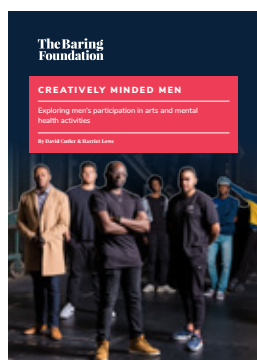 The Baring
Foundation
CREATIVELY MINDED MEN
Exploring men's participation in arts and mental
health activities
By David Cutler & Harriet Lowe